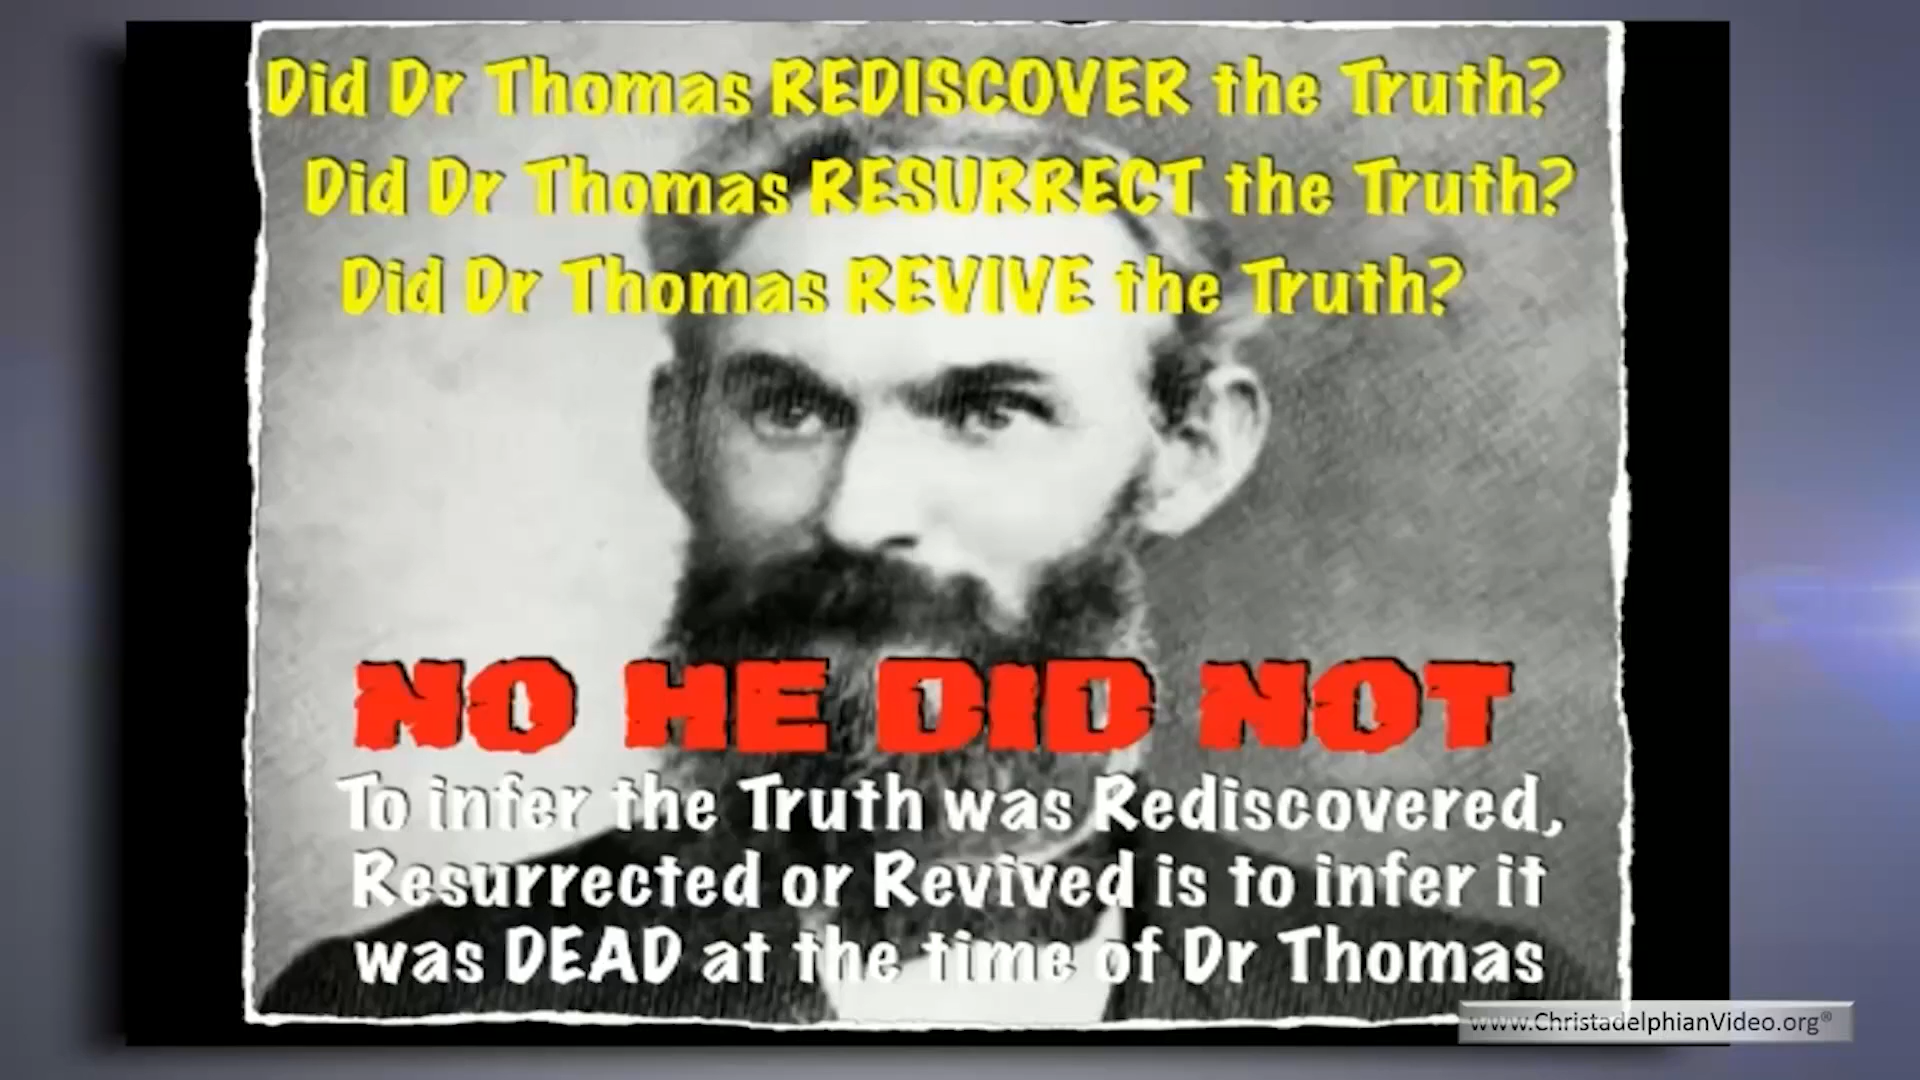 Did Dr Thomas REDISCOVER the Truth?
Did Dr Thomas RESURRECT the Truth?
Did Dr Thomas REVIVE the Truth?
NO HE DID NOT
To infer the Truth was Rediscovered,
Resurrected or Revived is to infer it
was DEAD at the time of Dr Thomas
www.ChristadelphianVideo.org®